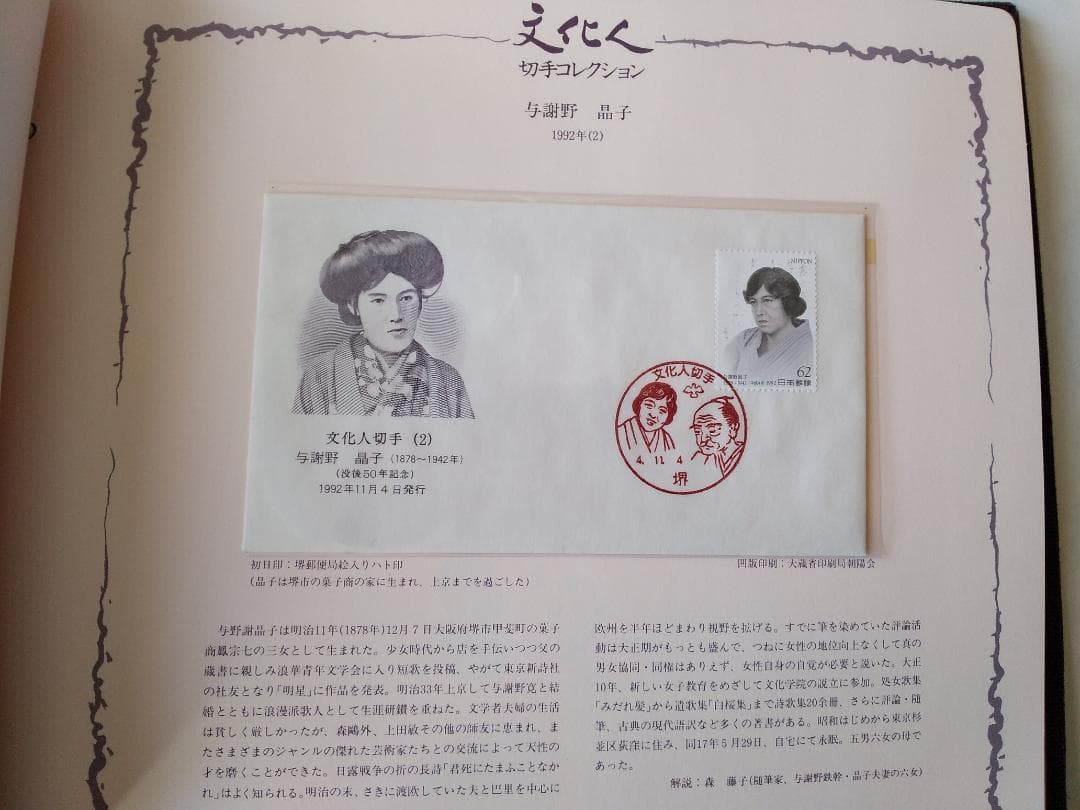 文化人
切手コレクション
与謝野 晶子
1992年(2)
NIPPON
62
日本郵便
文化人切手
4. 11. 4
堺
文化人切手 (2)
与謝野 晶子 (1878～1942年)
(没後50年記念)
1992年11月4日発行
初日印：堺郵便局絵入りハト印
(晶子は堺市の菓子商の家に生まれ、上京までを過ごした)
凹版印刷：大蔵省印刷局朝陽会
与野謝晶子は明治11年(1878年)12月7日大阪府堺市甲斐町の菓子
商鳳宗七の三女として生まれた。少女時代から店を手伝いつつ父の
蔵書に親しみ浪華青年文学会に入り短歌を投稿、やがて東京新詩社
の社友となり「明星」に作品を発表。明治33年上京して与謝野寛と結
婚とともに浪漫派歌人として生涯研鑚を重ねた。文学者夫婦の生活
は貧しく厳しかったが、森鷗外、上田敏その他の師友に恵まれ、ま
たさまざまのジャンルの傑れた芸術家たちとの交流によって天性の
才を磨くことができた。日露戦争の折の長詩「君死にたまふことなか
れ」はよく知られる。明治の末、さきに渡欧していた夫と巴里を中心に
欧州を半年ほどまわり視野を拡げる。すでに筆を染めていた評論活
動は大正期がもっとも盛んで、つねに女性の地位向上なくして真の
男女協同・同権はありえず、女性自身の自覚が必要と説いた。大正
10年、新しい女子教育をめざして文化学院の設立に参加。処女歌集
「みだれ髪」から遺歌集「白桜集」まで詩歌集20余冊、さらに評論・随
筆、古典の現代語訳など多くの著書がある。昭和はじめから東京杉
並区荻窪に住み、同17年5月29日、自宅にて永眠。五男六女の母で
あった。
解説：森 藤子(随筆家、与謝野鉄幹・晶子夫妻の六女)